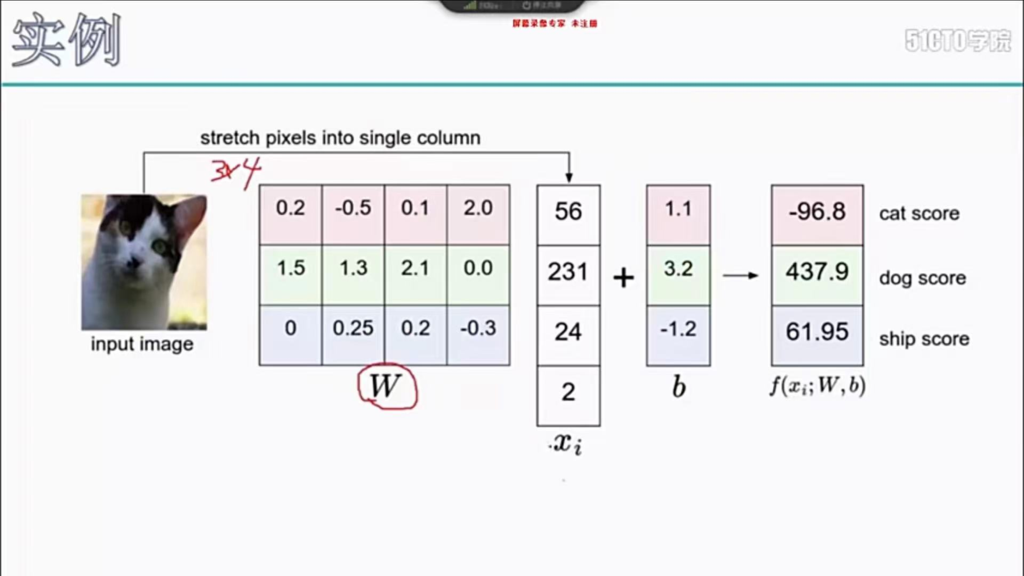 屏幕录像专家 未注册
实例
51CTO学院
stretch pixels into single column
3x4
0.2 -0.5 0.1 2.0
1.5 1.3 2.1 0.0
0 0.25 0.2 -0.3
W
56
231
24
2
x_i
+
1.1
3.2
-1.2
b
-96.8 cat score
437.9 dog score
61.95 ship score
f(x_i; W, b)
input image